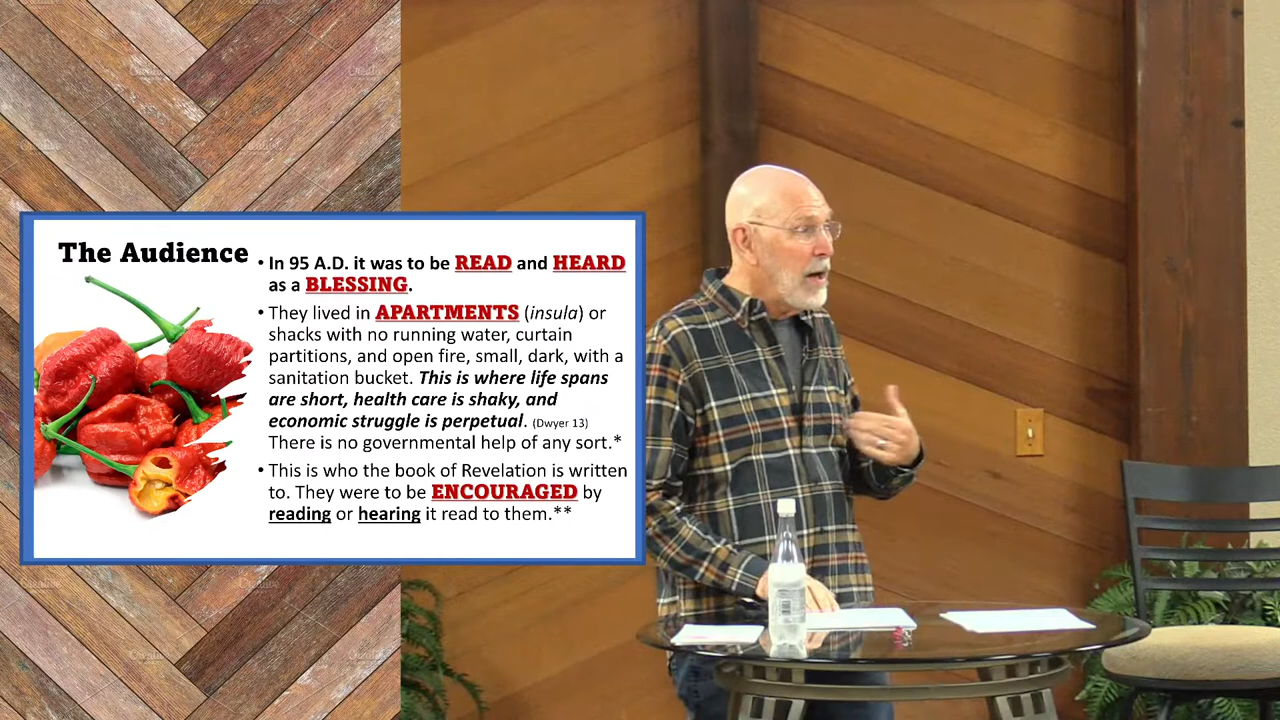 The Audience
• In 95 A.D. it was to be READ and HEARD
as a BLESSING.
• They lived in APARTMENTS (insula) or
shacks with no running water, curtain
partitions, and open fire, small, dark, with a
sanitation bucket. This is where life spans
are short, health care is shaky, and
economic struggle is perpetual. (Dwyer 13)
There is no governmental help of any sort.*
• This is who the book of Revelation is written
to. They were to be ENCOURAGED by
reading or hearing it read to them.**